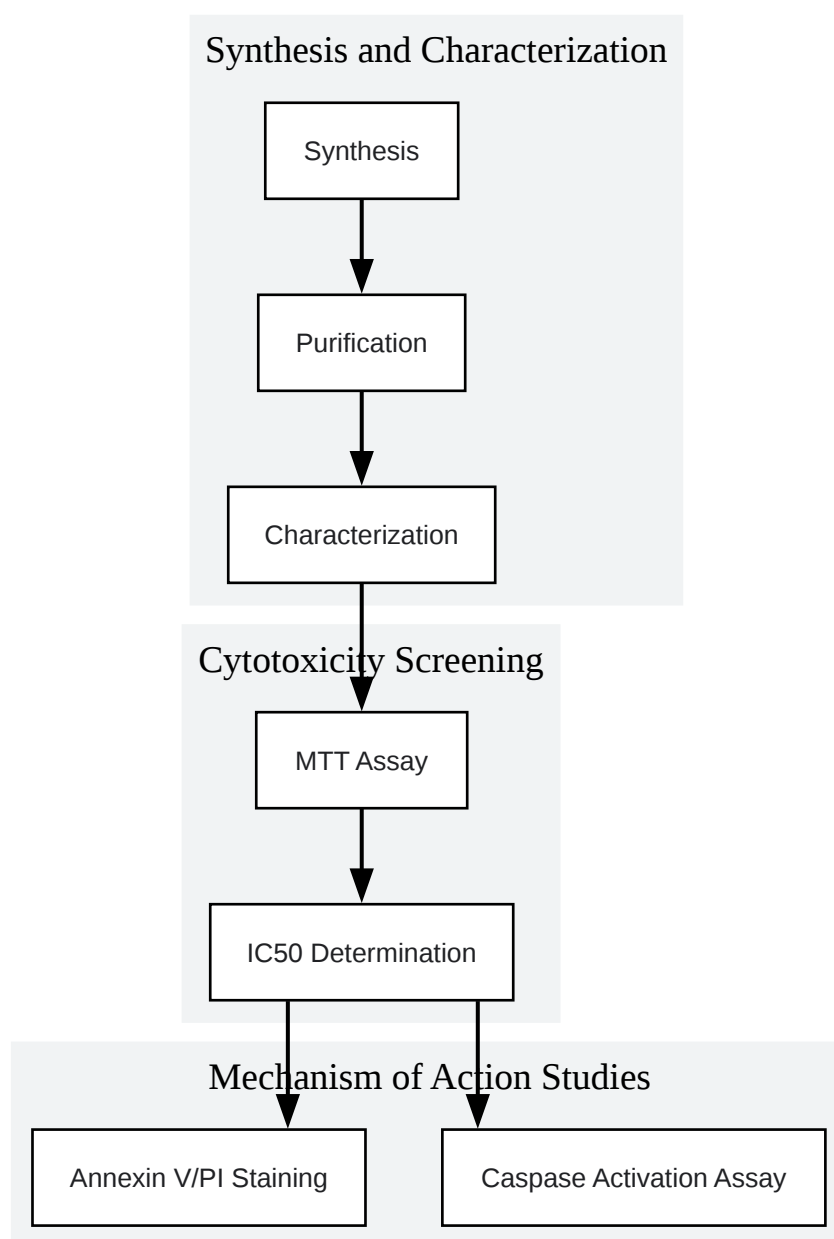 Synthesis and Characterization
Synthesis
Purification
Characterization
Cytotoxicity Screening
MTT Assay
IC50 Determination
Mechanism of Action Studies
Annexin V/PI Staining
Caspase Activation Assay